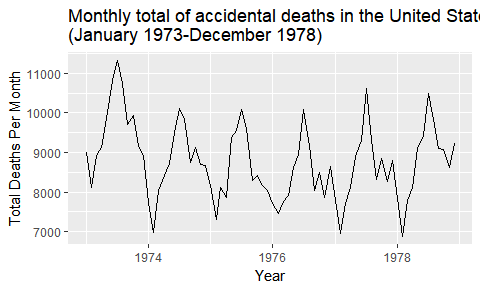 Monthly total of accidental deaths in the United State
(January 1973-December 1978)
Total Deaths Per Month
11000
10000
9000
8000
7000
1974
1976
1978
Year